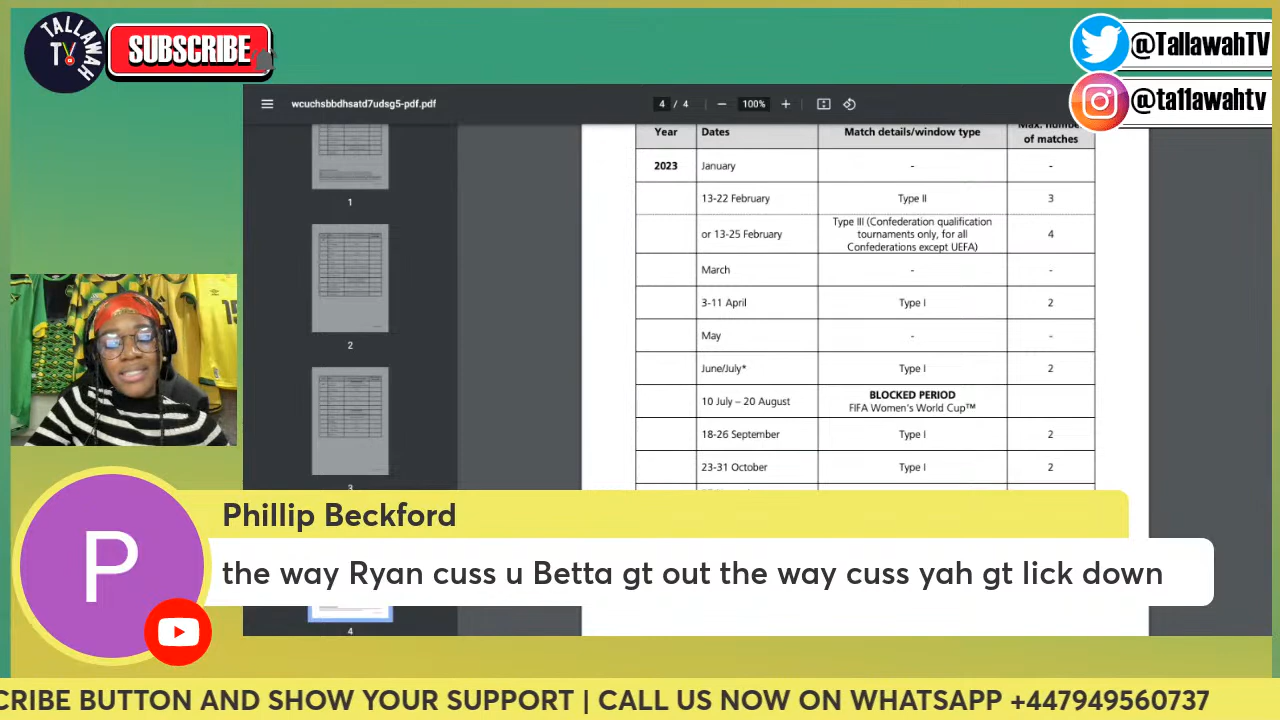 TALLAWAH
TV
SUBSCRIBE
@TallawahTV
@ta11awahtv
wcuchsbbdhsatd7udsg5-pdf.pdf
4 / 4
100%
Year Dates Match details/window type Max. number of matches
2023 January - -
13-22 February Type II 3
or 13-25 February Type III (Confederation qualification
tournaments only, for all
Confederations except UEFA) 4
March - -
3-11 April Type I 2
May - -
June/July* Type I 2
10 July – 20 August BLOCKED PERIOD
FIFA Women's World Cup™
18-26 September Type I 2
23-31 October Type I 2
1
2
3
4
15
P
Phillip Beckford
the way Ryan cuss u Betta gt out the way cuss yah gt lick down
CRIBE BUTTON AND SHOW YOUR SUPPORT | CALL US NOW ON WHATSAPP +447949560737